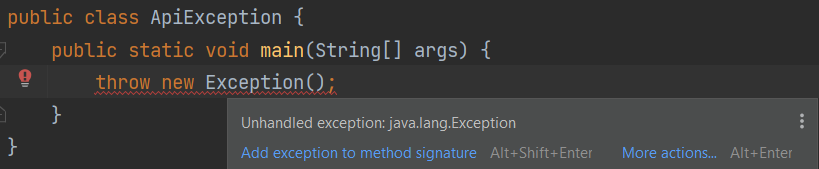 public class ApiException {
    public static void main(String[] args) {
        throw new Exception();
    }
}
Unhandled exception: java.lang.Exception
Add exception to method signature Alt+Shift+Enter More actions... Alt+Enter